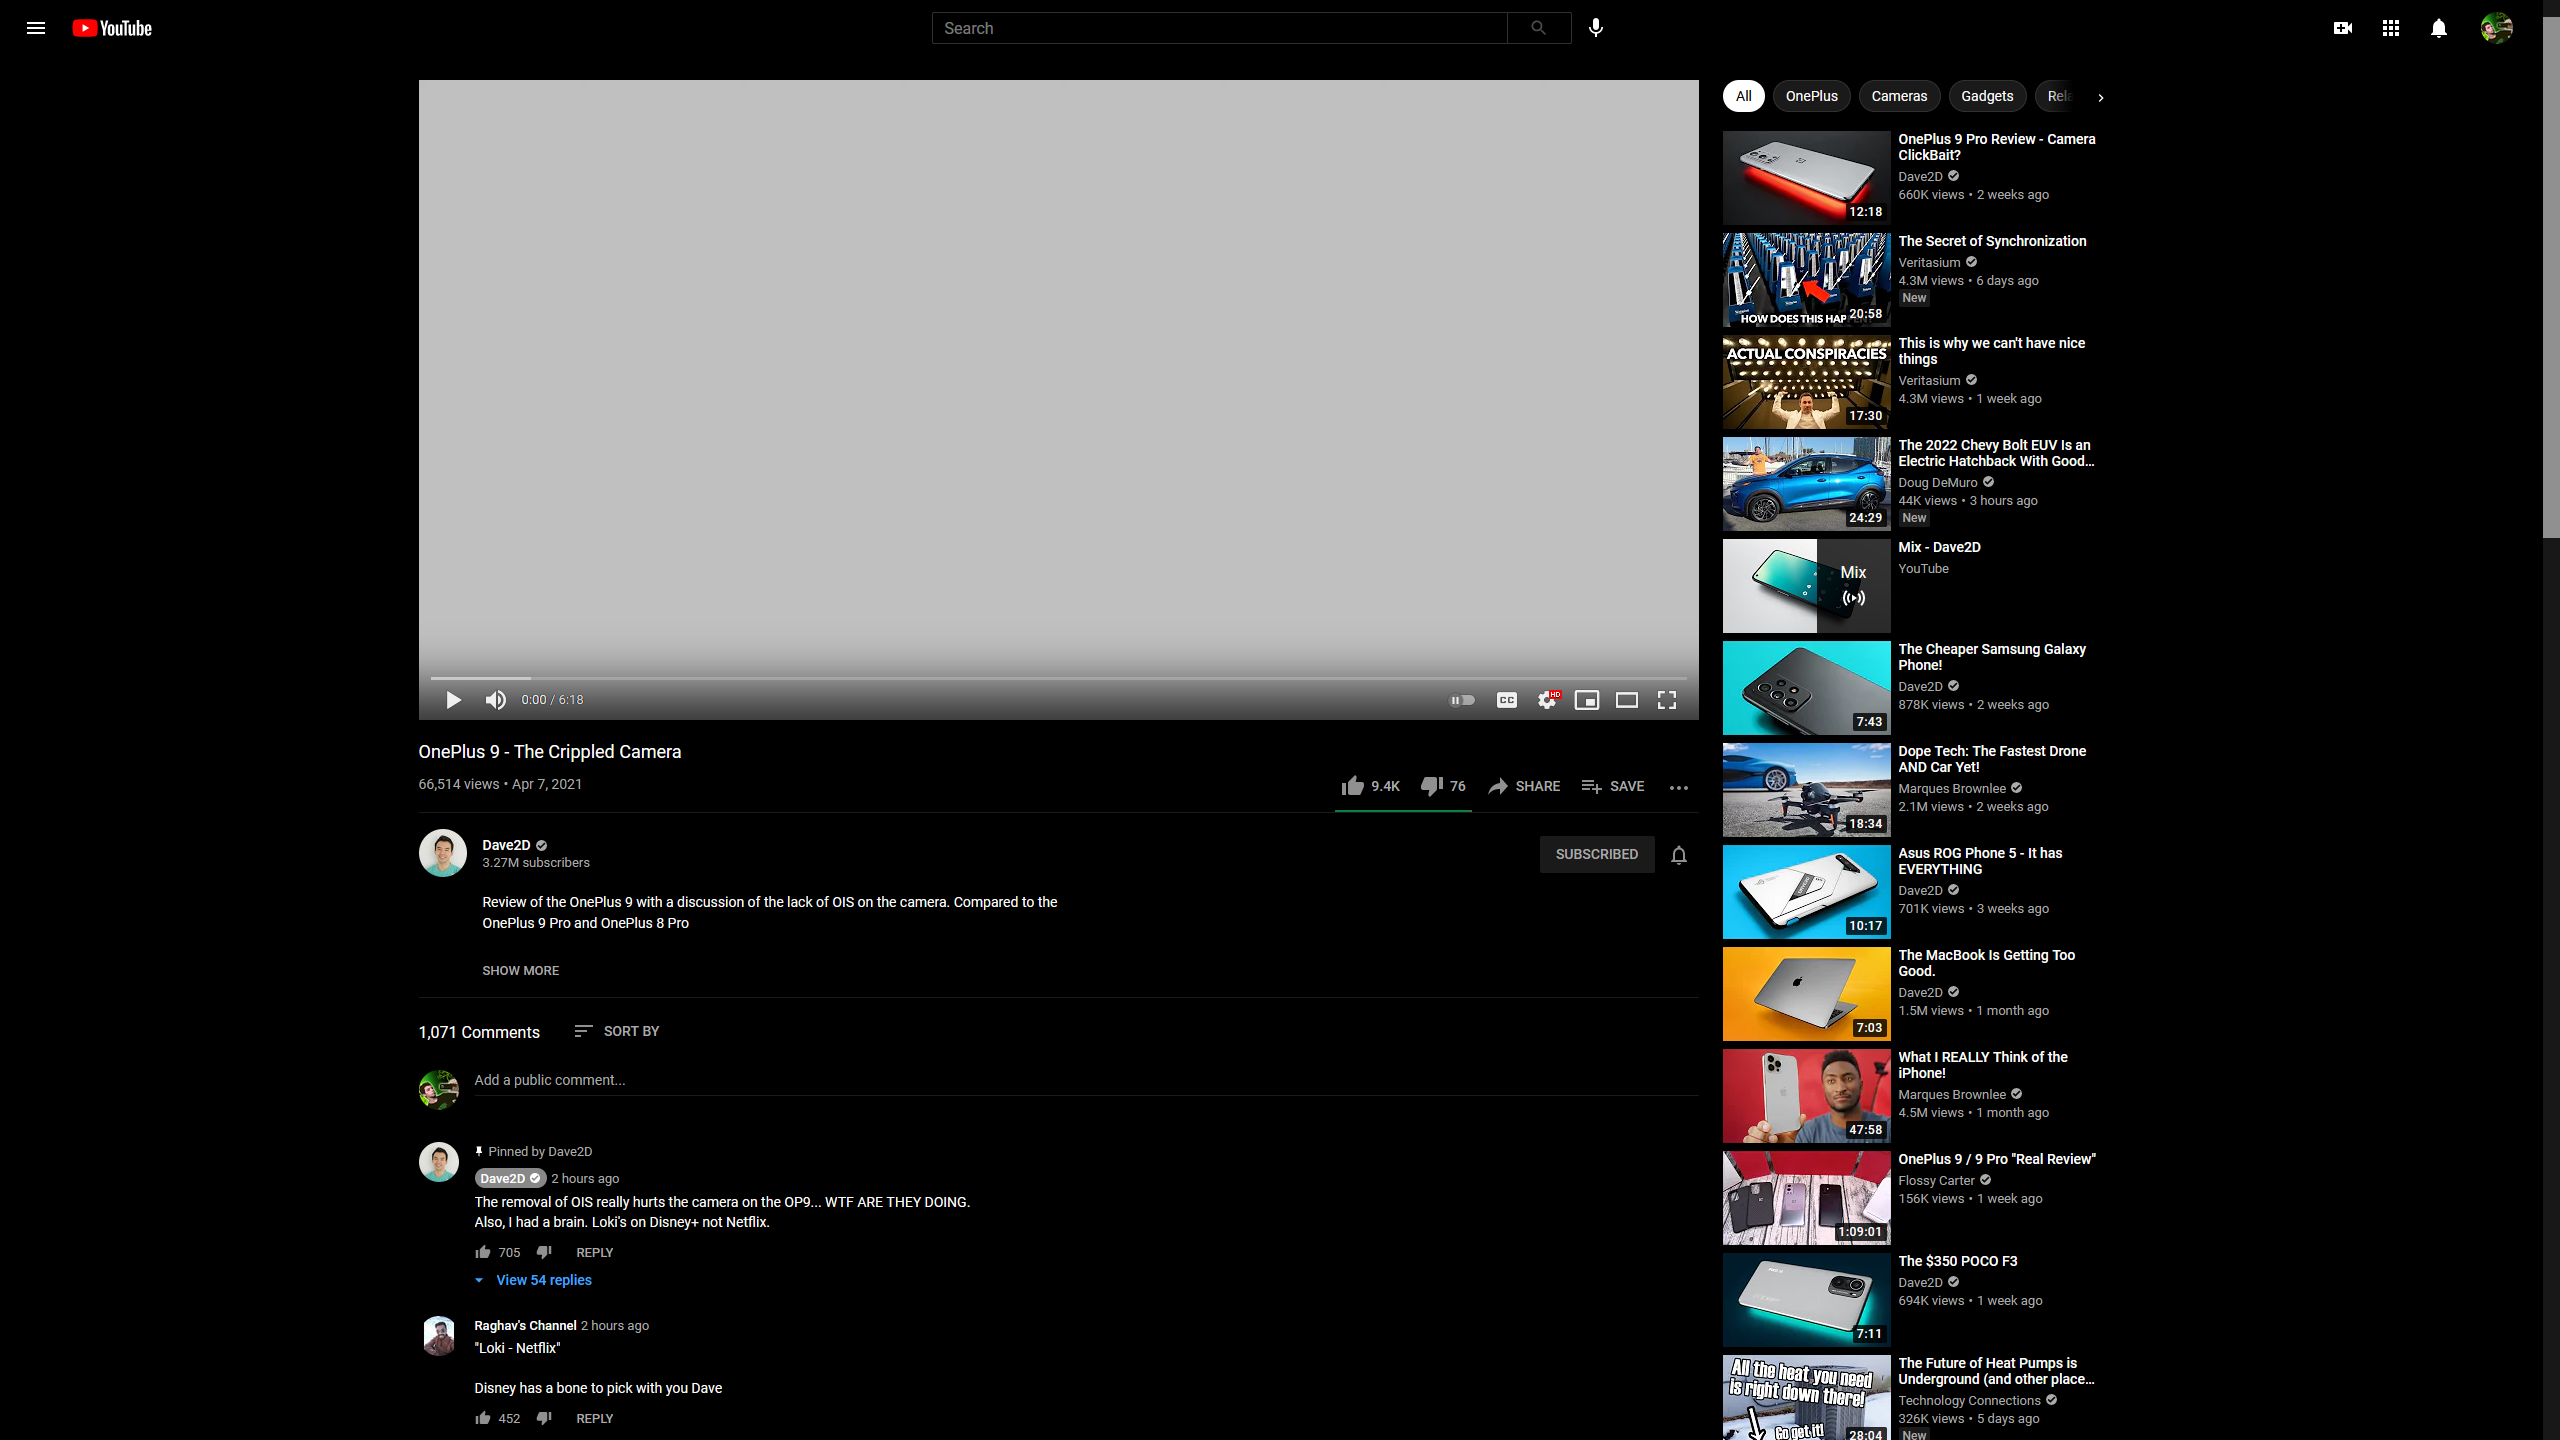 YouTube
Search
All
OnePlus
Cameras
Gadgets
Rela
0:00 / 6:18
CC
HD
OnePlus 9 - The Crippled Camera
66,514 views • Apr 7, 2021
9.4K
76
SHARE
SAVE
Dave2D
3.27M subscribers
SUBSCRIBED
Review of the OnePlus 9 with a discussion of the lack of OIS on the camera. Compared to the
OnePlus 9 Pro and OnePlus 8 Pro
SHOW MORE
1,071 Comments
SORT BY
Add a public comment...
Pinned by Dave2D
Dave2D 2 hours ago
The removal of OIS really hurts the camera on the OP9... WTF ARE THEY DOING.
Also, I had a brain. Loki's on Disney+ not Netflix.
705
REPLY
View 54 replies
Raghav's Channel 2 hours ago
"Loki - Netflix"
Disney has a bone to pick with you Dave
452
REPLY
12:18
OnePlus 9 Pro Review - Camera
ClickBait?
Dave2D
660K views • 2 weeks ago
HOW DOES THIS HAP
20:58
The Secret of Synchronization
Veritasium
4.3M views • 6 days ago
New
ACTUAL CONSPIRACIES
17:30
This is why we can't have nice
things
Veritasium
4.3M views • 1 week ago
24:29
The 2022 Chevy Bolt EUV Is an
Electric Hatchback With Good...
Doug DeMuro
44K views • 3 hours ago
New
Mix
Mix - Dave2D
YouTube
7:43
The Cheaper Samsung Galaxy
Phone!
Dave2D
878K views • 2 weeks ago
18:34
Dope Tech: The Fastest Drone
AND Car Yet!
Marques Brownlee
2.1M views • 2 weeks ago
10:17
Asus ROG Phone 5 - It has
EVERYTHING
Dave2D
701K views • 3 weeks ago
7:03
The MacBook Is Getting Too
Good.
Dave2D
1.5M views • 1 month ago
47:58
What I REALLY Think of the
iPhone!
Marques Brownlee
4.5M views • 1 month ago
1:09:01
OnePlus 9 / 9 Pro "Real Review"
Flossy Carter
156K views • 1 week ago
7:11
The $350 POCO F3
Dave2D
694K views • 1 week ago
All the heat you need
is right down there!
Go get it!
28:04
The Future of Heat Pumps is
Underground (and other place...
Technology Connections
326K views • 5 days ago
New